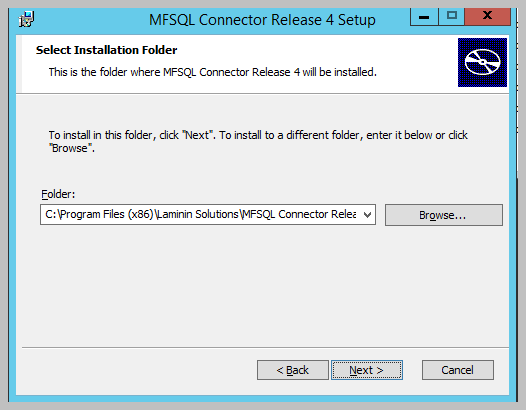 MFSQL Connector Release 4 Setup
Select Installation Folder
This is the folder where MFSQL Connector Release 4 will be installed.
To install in this folder, click "Next". To install to a different folder, enter it below or click
"Browse".
Folder:
C:\Program Files (x86)\Laminin Solutions\MFSQL Connector Relea
Browse...
< Back
Next >
Cancel